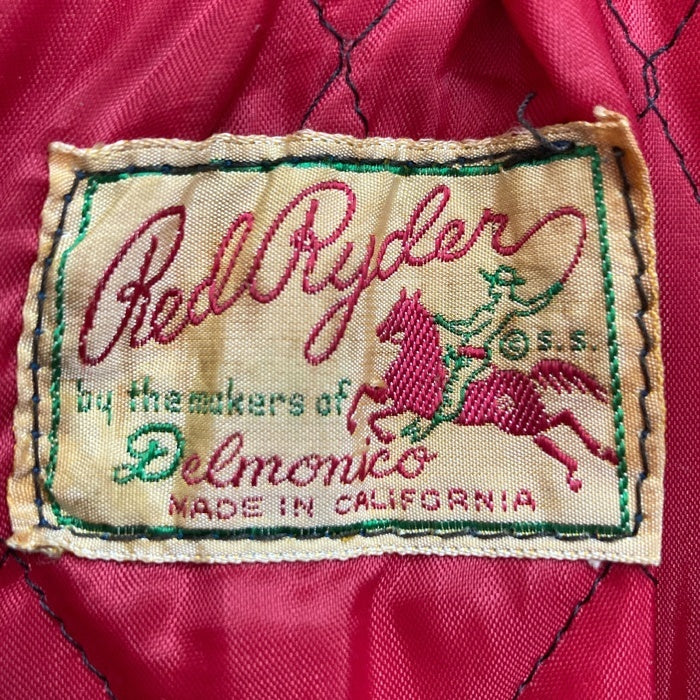 Red Ryder
© S.S.
by the makers of
Delmonico
MADE IN CALIFORNIA